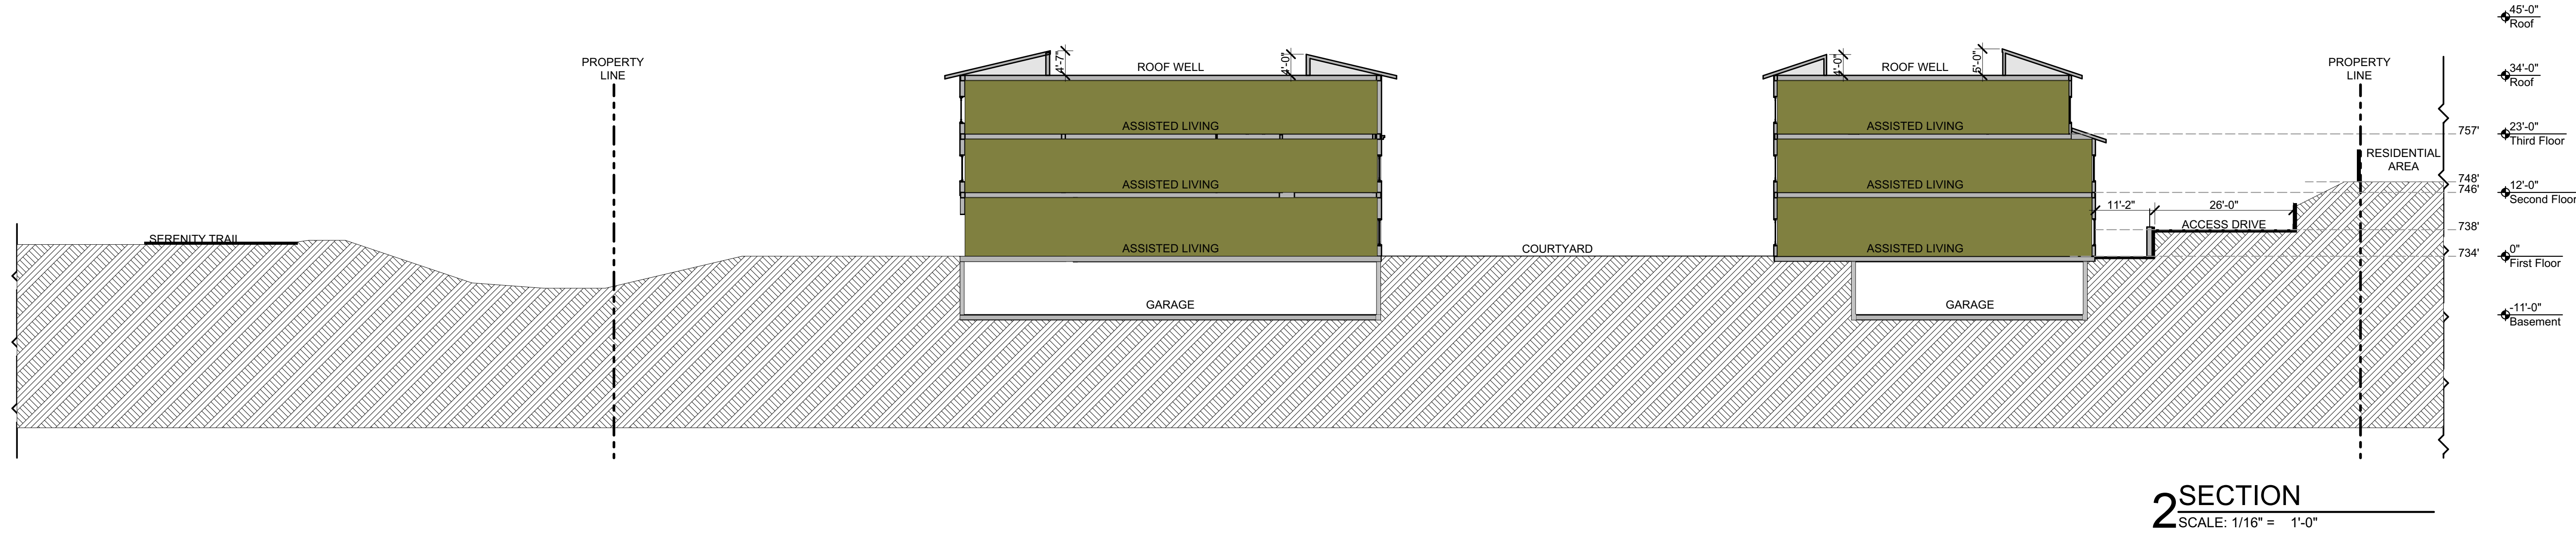 45'-0"
Roof
PROPERTY
LINE
4'-7"
ROOF WELL
4'-0"
4'-0"
ROOF WELL
5'-0"
PROPERTY
LINE
34'-0"
Roof
ASSISTED LIVING
ASSISTED LIVING
757'
23'-0"
Third Floor
RESIDENTIAL
AREA
ASSISTED LIVING
ASSISTED LIVING
748'
746'
12'-0"
Second Floor
11'-2"
26'-0"
SERENITY TRAIL
ASSISTED LIVING
COURTYARD
ASSISTED LIVING
ACCESS DRIVE
738'
734'
0"
First Floor
GARAGE
GARAGE
-11'-0"
Basement
2
SECTION
SCALE: 1/16" = 1'-0"